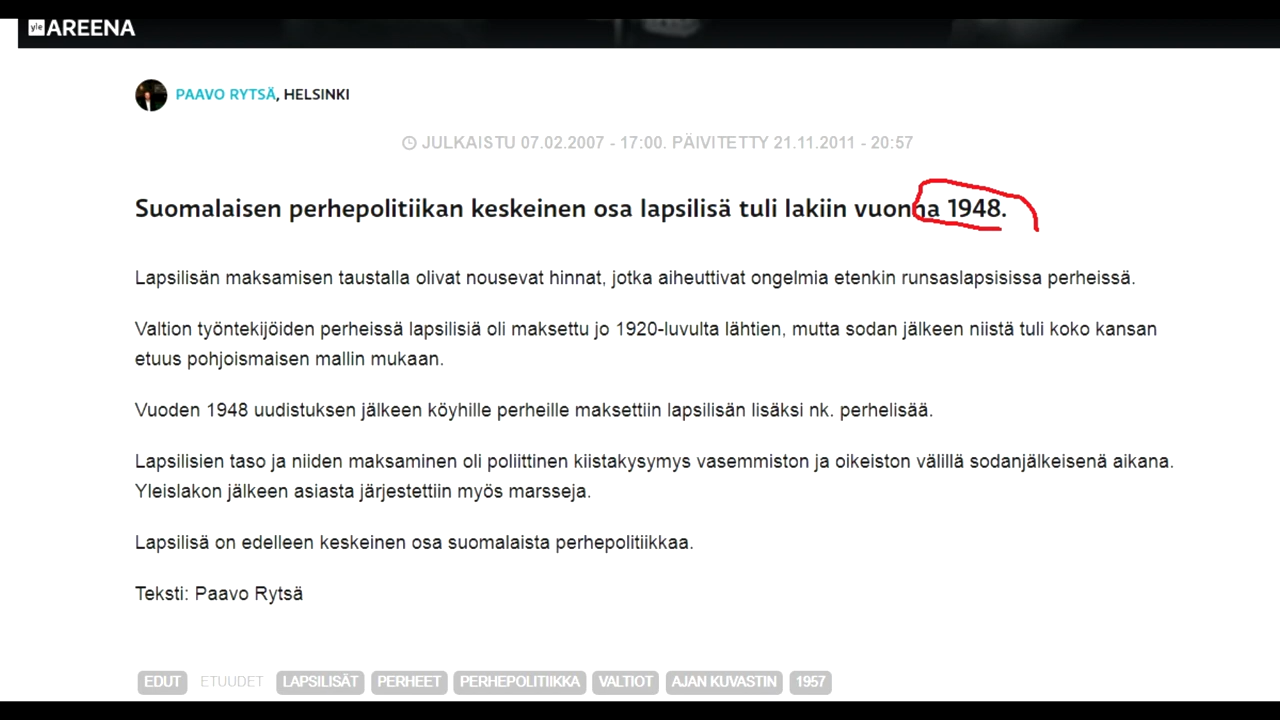 yle AREENA
PAAVO RYTSÄ, HELSINKI
JULKAISTU 07.02.2007 - 17:00. PÄIVITETTY 21.11.2011 - 20:57
Suomalaisen perhepolitiikan keskeinen osa lapsilisä tuli lakiin vuonna 1948.
Lapsilisän maksamisen taustalla olivat nousevat hinnat, jotka aiheuttivat ongelmia etenkin runsaslapsisissa perheissä.
Valtion työntekijöiden perheissä lapsilisiä oli maksettu jo 1920-luvulta lähtien, mutta sodan jälkeen niistä tuli koko kansan
etuus pohjoismaisen mallin mukaan.
Vuoden 1948 uudistuksen jälkeen köyhille perheille maksettiin lapsilisän lisäksi nk. perhelisää.
Lapsilisien taso ja niiden maksaminen oli poliittinen kiistakysymys vasemmiston ja oikeiston välillä sodanjälkeisenä aikana.
Yleislakon jälkeen asiasta järjestettiin myös marsseja.
Lapsilisä on edelleen keskeinen osa suomalaista perhepolitiikkaa.
Teksti: Paavo Rytsä
EDUT ETUUDET LAPSILISÄT PERHEET PERHEPOLITIIKKA VALTIOT AJAN KUVASTIN 1957